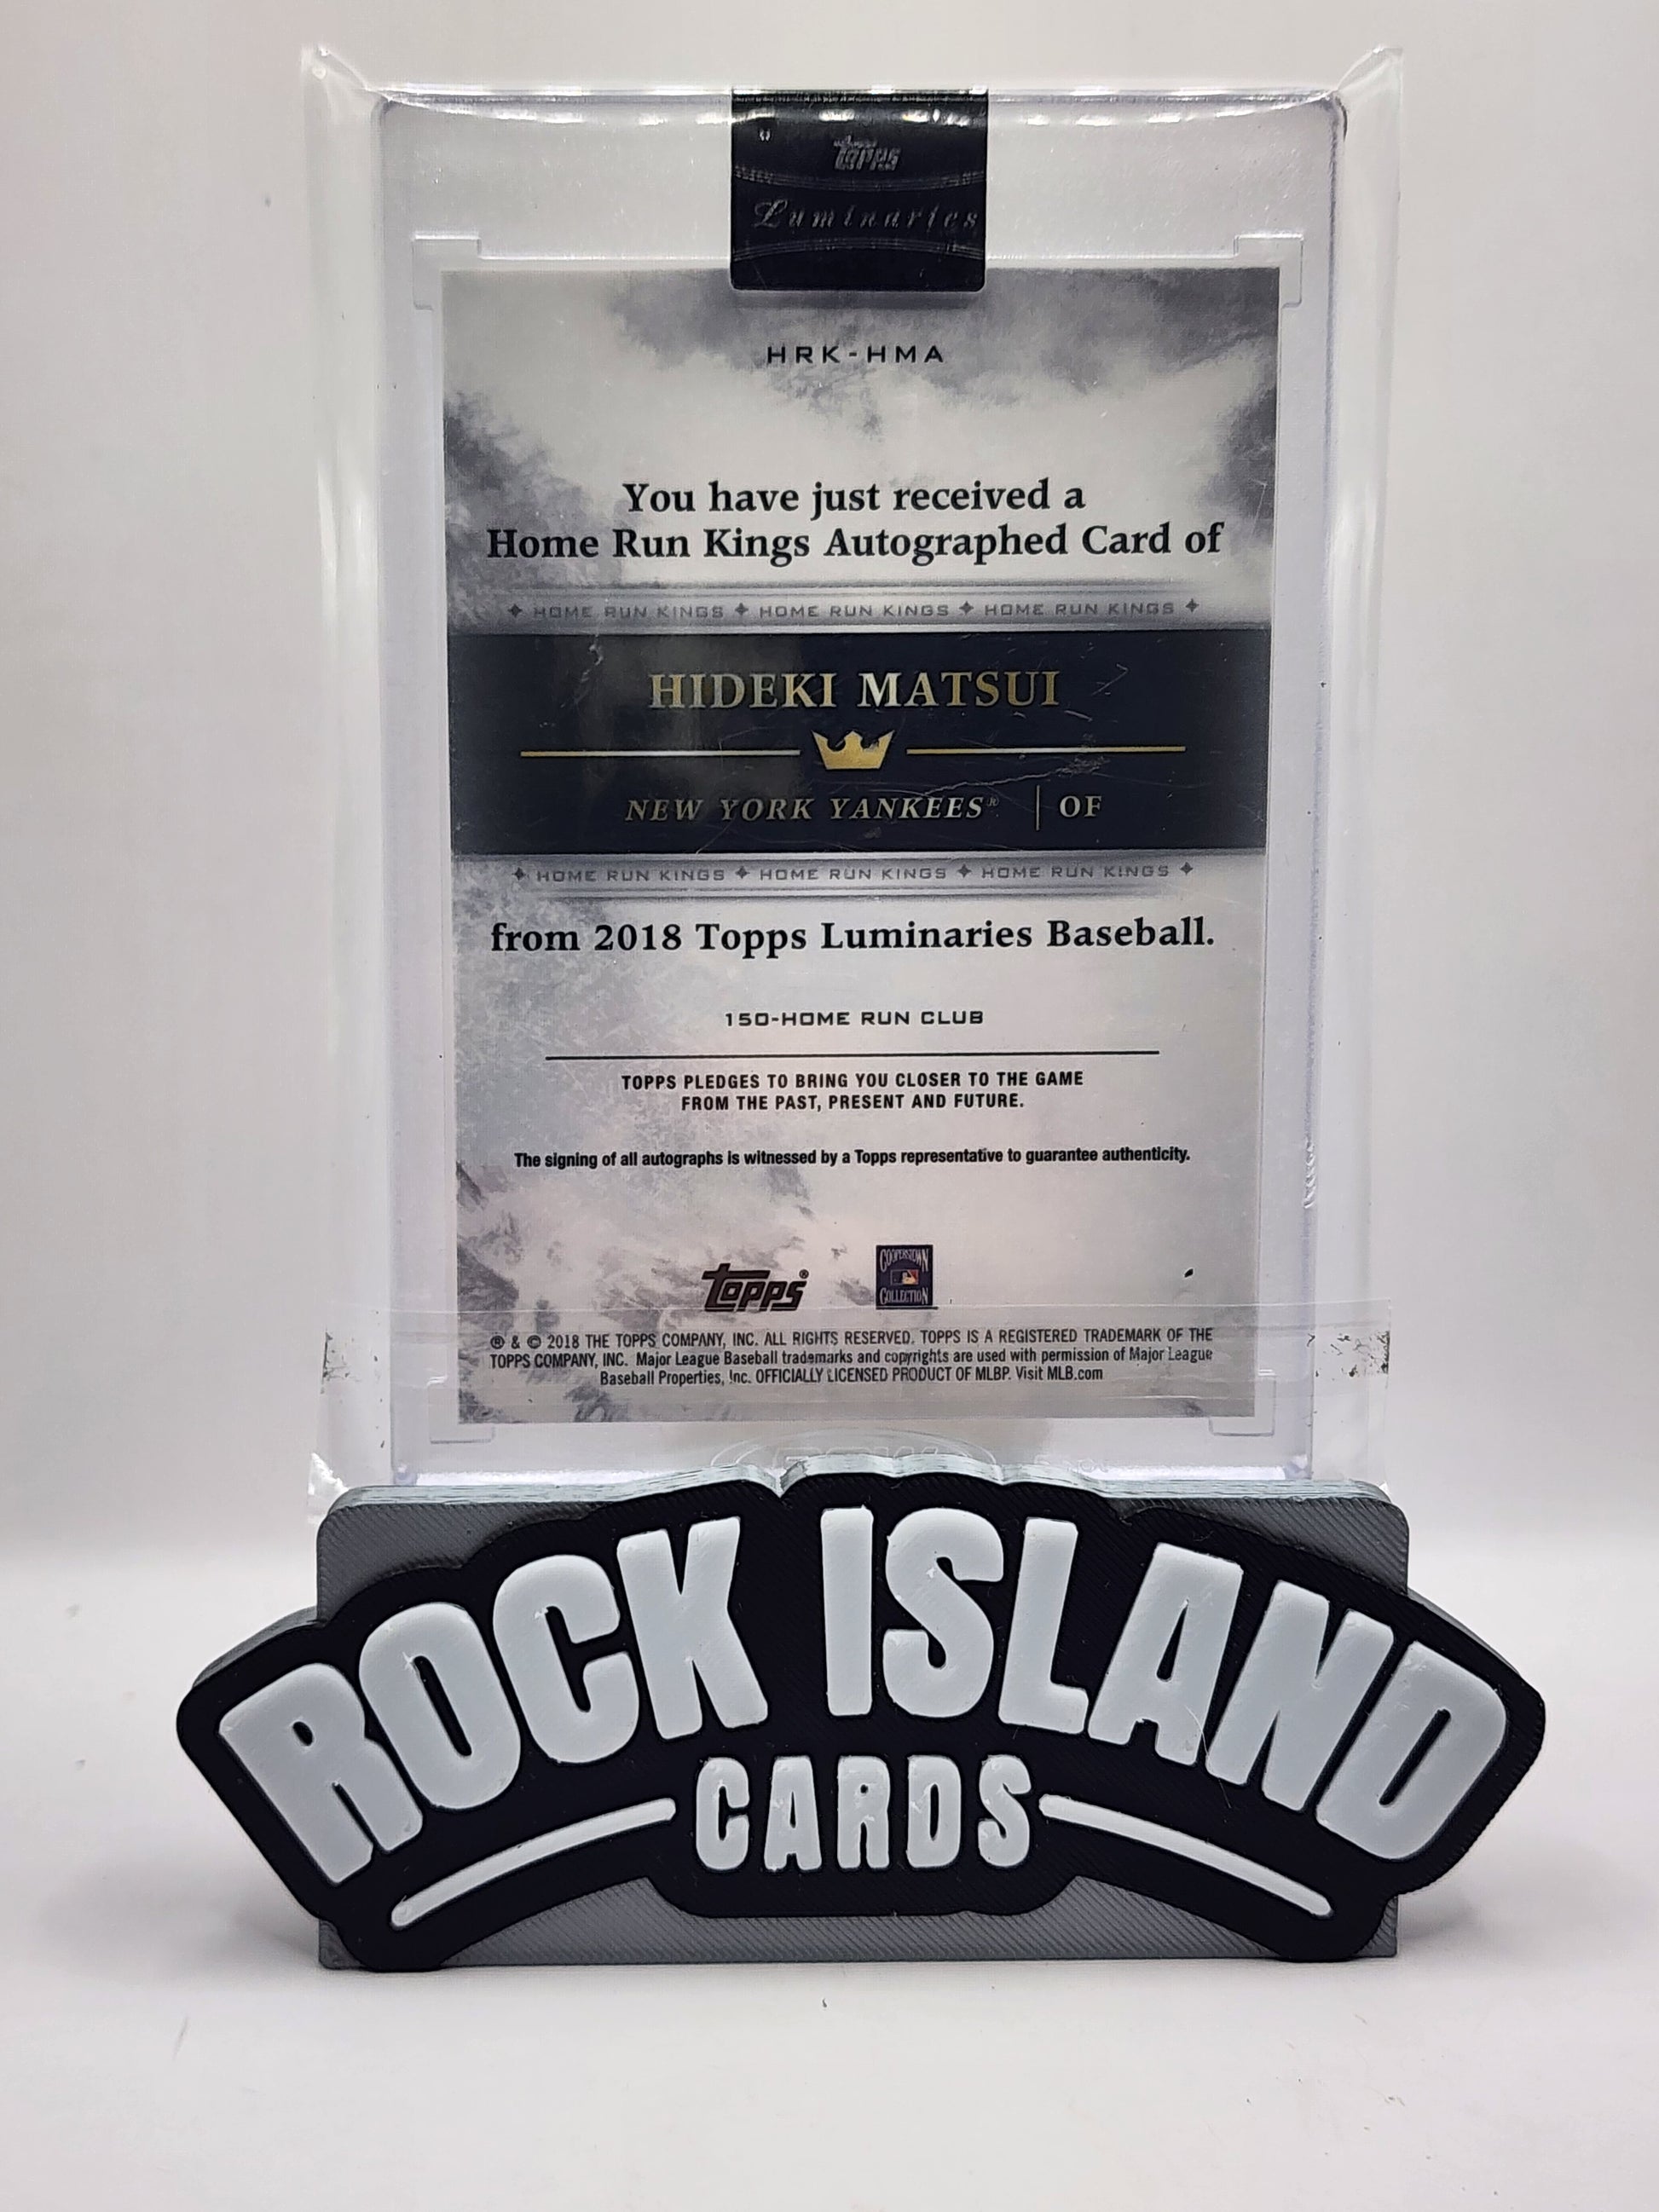 Topps
Luminaries
HRK-HMA
You have just received a
Home Run Kings Autographed Card of
HOME RUN KINGS ✦ HOME RUN KINGS ✦ HOME RUN KINGS
HIDEKI MATSUI
NEW YORK YANKEES® | OF
HOME RUN KINGS ✦ HOME RUN KINGS ✦ HOME RUN KINGS
from 2018 Topps Luminaries Baseball.
150-HOME RUN CLUB
TOPPS PLEDGES TO BRING YOU CLOSER TO THE GAME
FROM THE PAST, PRESENT AND FUTURE.
The signing of all autographs is witnessed by a Topps representative to guarantee authenticity.
Topps®
COOPERSTOWN
COLLECTION
® & © 2018 THE TOPPS COMPANY, INC. ALL RIGHTS RESERVED. TOPPS IS A REGISTERED TRADEMARK OF THE
TOPPS COMPANY, INC. Major League Baseball trademarks and copyrights are used with permission of Major League
Baseball Properties, Inc. OFFICIALLY LICENSED PRODUCT OF MLBP. Visit MLB.com
ROCK ISLAND
CARDS